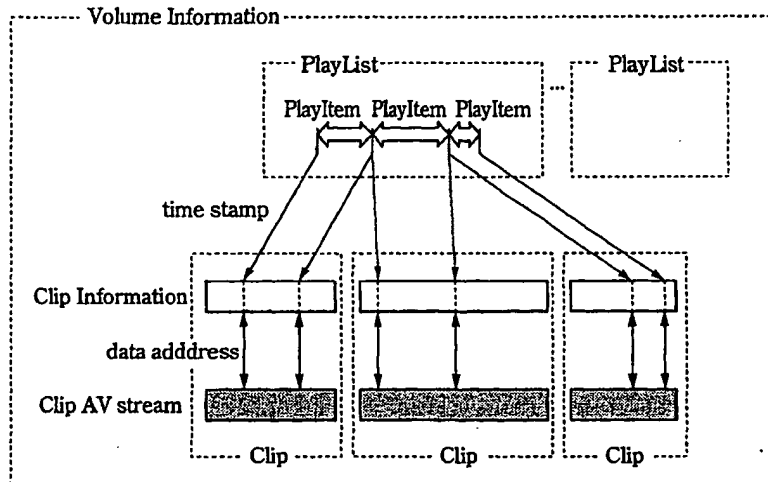 Volume Information
PlayList
PlayList
...
PlayItem PlayItem PlayItem
time stamp
Clip Information
data adddress
Clip AV stream
Clip
Clip
Clip